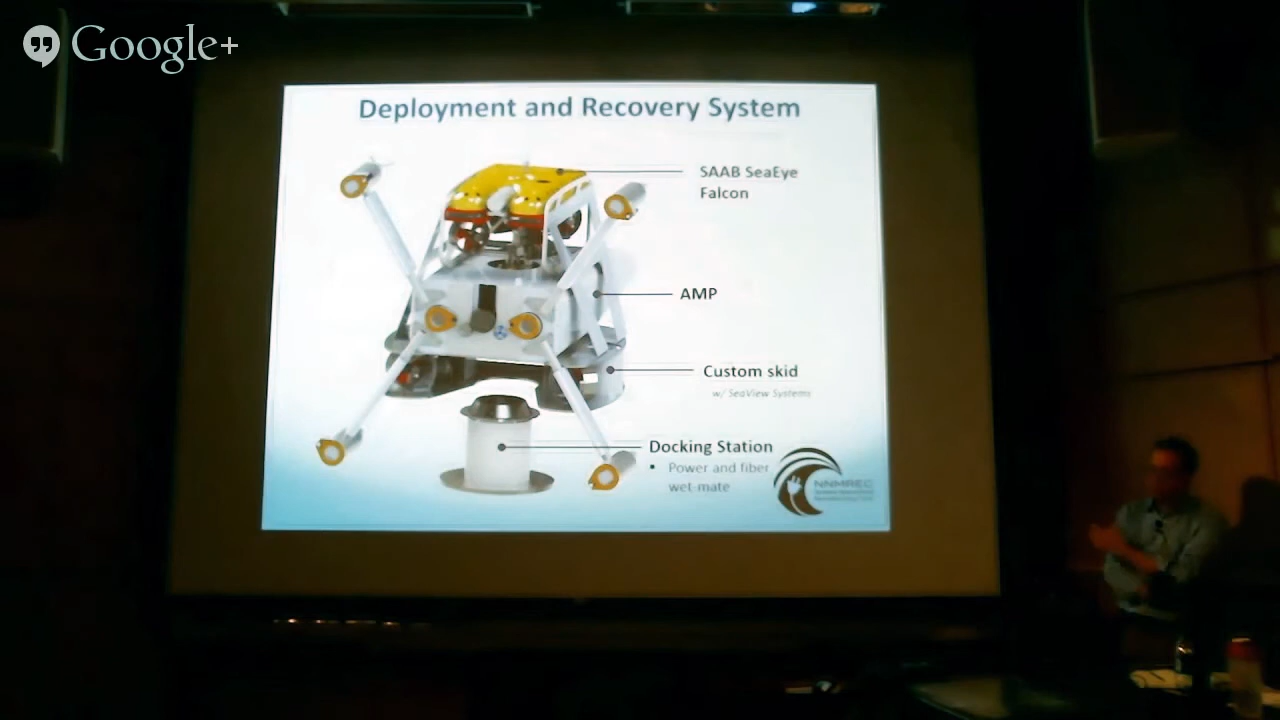 Google+
Deployment and Recovery System
SAAB SeaEye
Falcon
AMP
Custom skid
w/ SeaView Systems
Docking Station
• Power and fiber
wet-mate
NNMREC